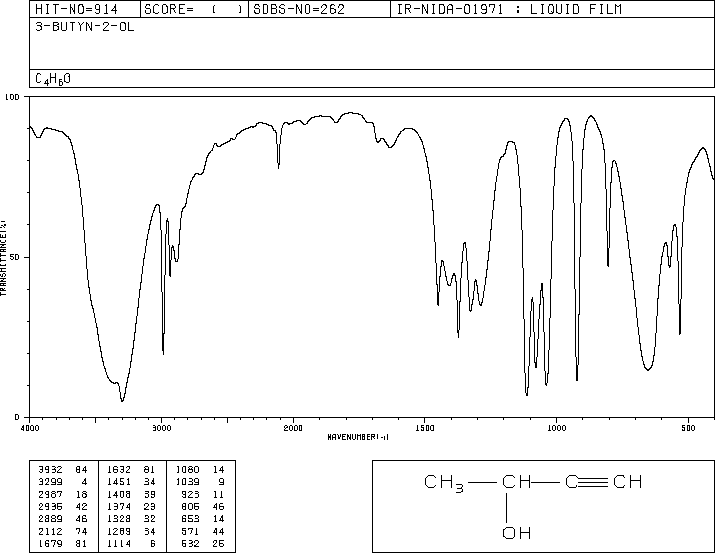 HIT-NO=914 SCORE= ( ) SDBS-NO=262 IR-NIDA-01971 : LIQUID FILM
3-BUTYN-2-OL
C4H6O
100
50
0
TRANSMITTANCE(%)
4000 3000 2000 1500 1000 500
WAVENUMBER(-1)
3932 84 1632 81 1080 14
3299 4 1451 34 1039 9
2987 18 1408 39 923 11
2935 42 1374 23 806 46
2889 46 1328 32 653 14
2112 74 1289 34 571 44
1679 81 1114 6 532 25
CH3 CH C CH
OH